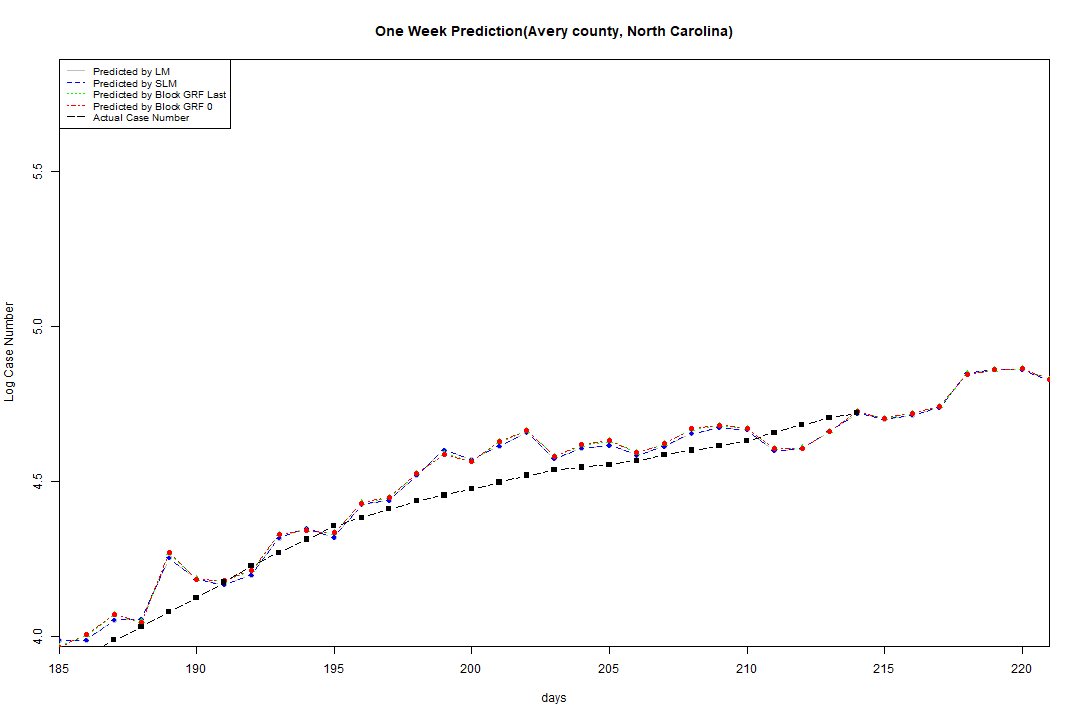 One Week Prediction(Avery county, North Carolina)
Predicted by LM
Predicted by SLM
Predicted by Block GRF Last
Predicted by Block GRF 0
Actual Case Number
5.5
5.0
4.5
4.0
Log Case Number
185 190 195 200 205 210 215 220
days